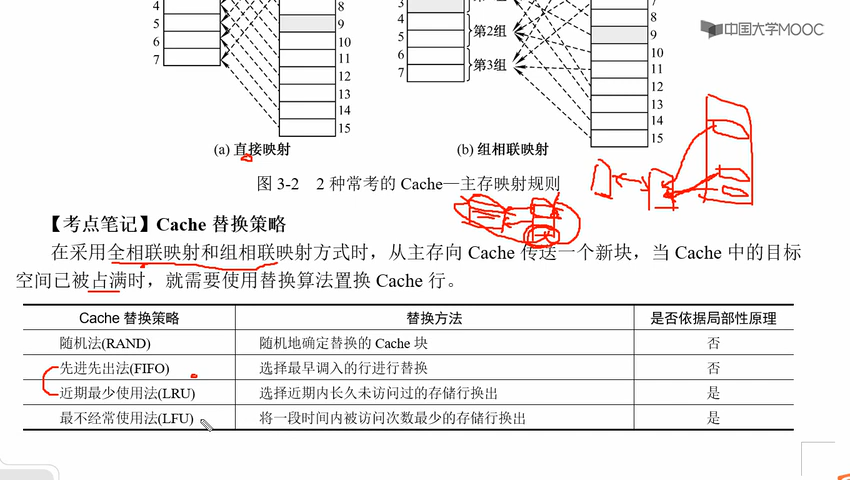 中国大学MOOC
3
4
5
6
7
8
9
10
11
12
13
14
15
4
5
6
7
第2组
第3组
7
8
9
10
11
12
13
14
15
(a) 直接映射
(b) 组相联映射
图 3-2 2 种常考的 Cache—主存映射规则
【考点笔记】Cache 替换策略
在采用全相联映射和组相联映射方式时，从主存向 Cache 传送一个新块，当 Cache 中的目标
空间已被占满时，就需要使用替换算法置换 Cache 行。
Cache 替换策略 替换方法 是否依据局部性原理
随机法(RAND) 随机地确定替换的 Cache 块 否
先进先出法(FIFO) 选择最早调入的行进行替换 否
近期最少使用法(LRU) 选择近期内长久未访问过的存储行换出 是
最不经常使用法(LFU) 将一段时间内被访问次数最少的存储行换出 是